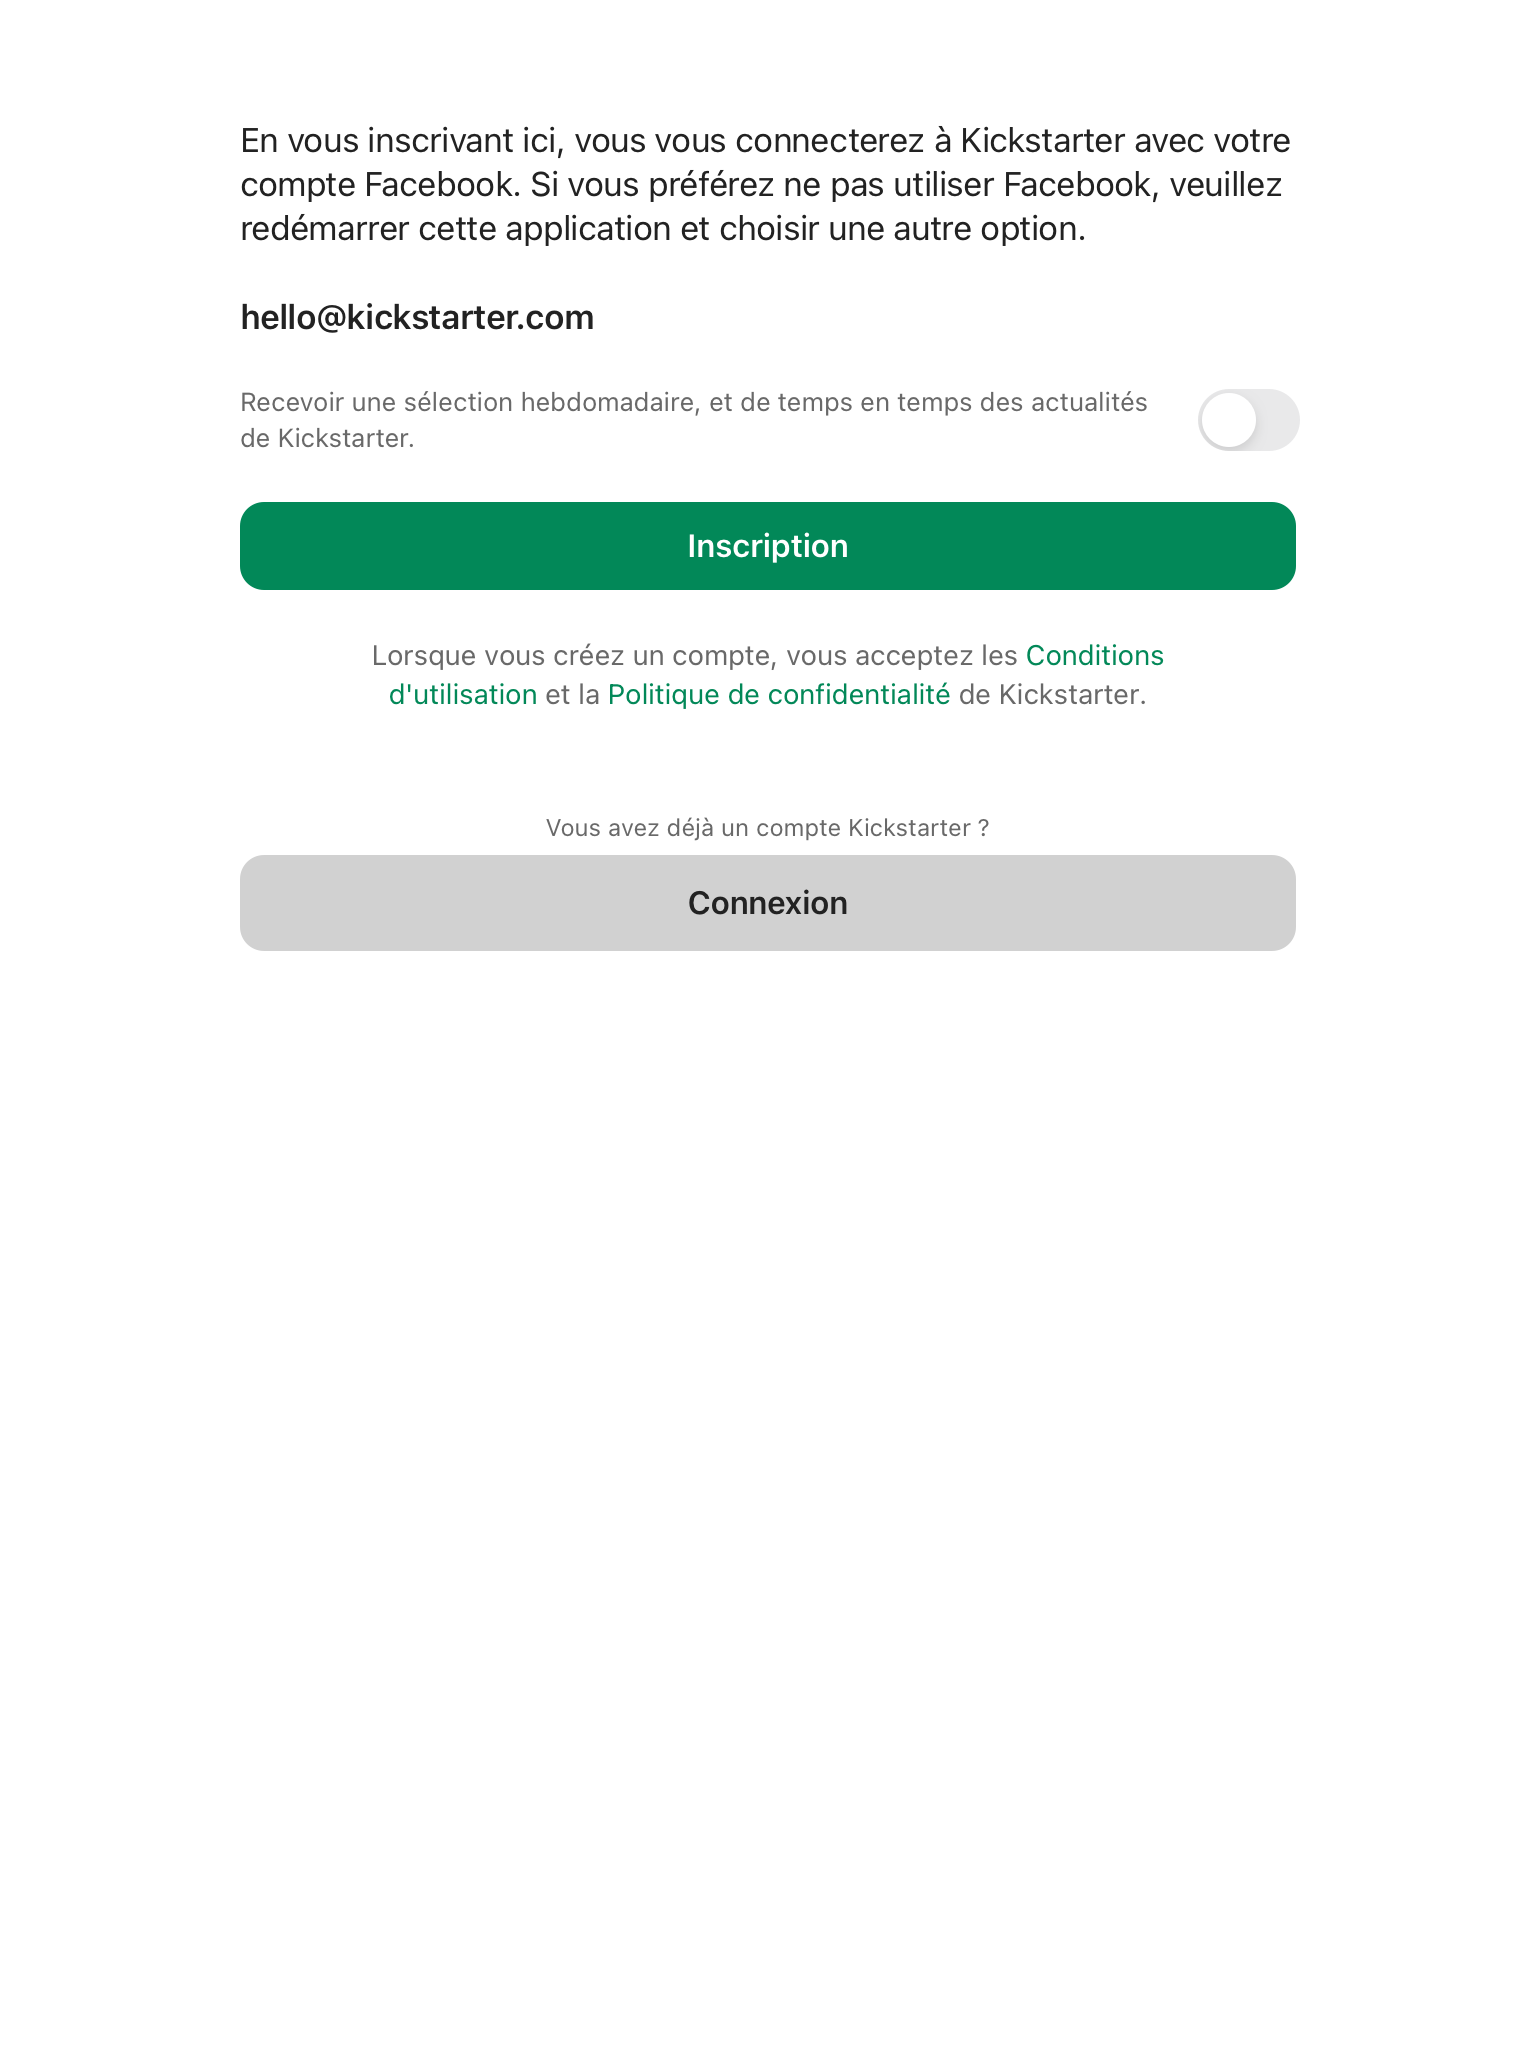 En vous inscrivant ici, vous vous connecterez à Kickstarter avec votre
compte Facebook. Si vous préférez ne pas utiliser Facebook, veuillez
redémarrer cette application et choisir une autre option.
hello@kickstarter.com
Recevoir une sélection hebdomadaire, et de temps en temps des actualités
de Kickstarter.
Inscription
Lorsque vous créez un compte, vous acceptez les Conditions
d'utilisation et la Politique de confidentialité de Kickstarter.
Vous avez déjà un compte Kickstarter ?
Connexion